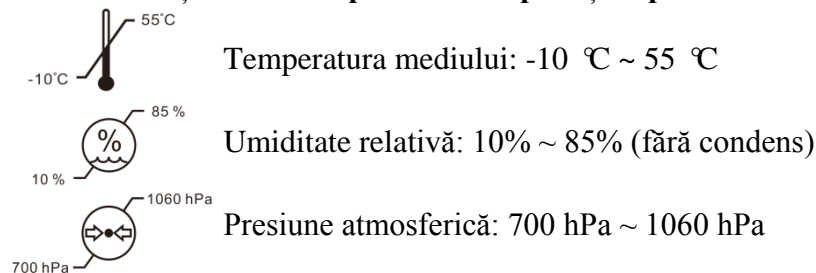 55°C
-10°C
Temperatura mediului: -10 ℃ ~ 55 ℃
85 %
%
10 %
Umiditate relativă: 10% ~ 85% (fără condens)
1060 hPa
700 hPa
Presiune atmosferică: 700 hPa ~ 1060 hPa